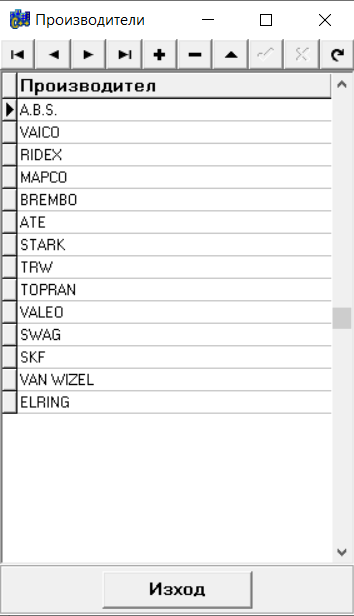 Производители
Производител
A.B.S.
VAICO
RIDEX
MAPCO
BREMBO
ATE
STARK
TRW
TOPRAN
VALEO
SWAG
SKF
VAN WIZEL
ELRING
Изход